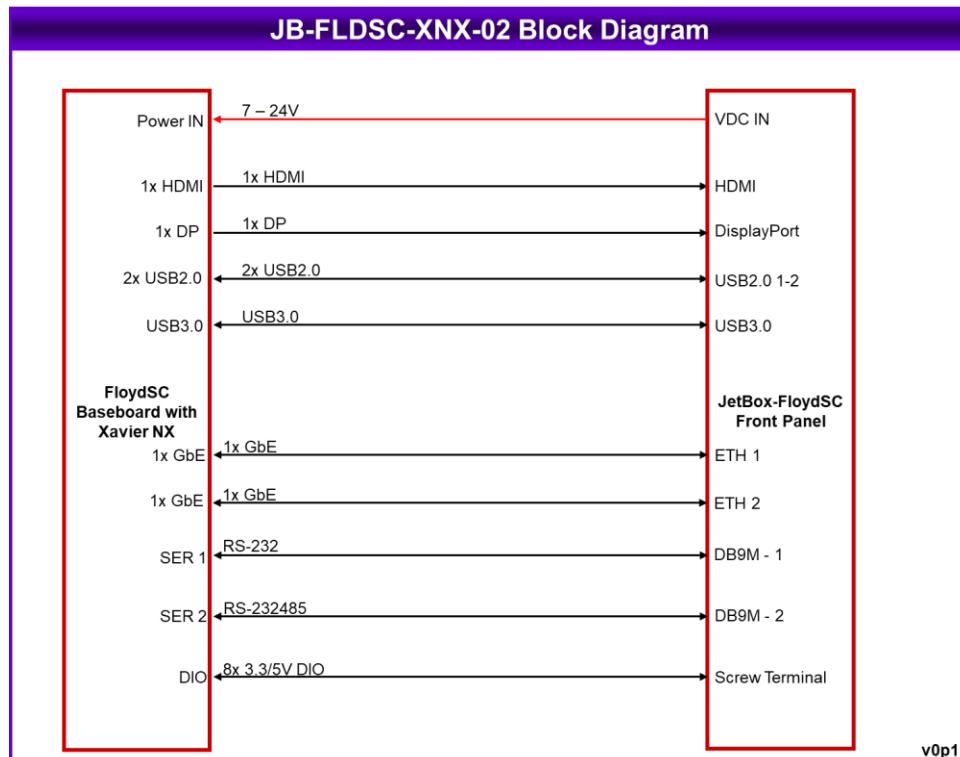 JB-FLDSC-XNX-02 Block Diagram
Power IN
7 – 24V
VDC IN
1x HDMI
1x HDMI
HDMI
1x DP
1x DP
DisplayPort
2x USB2.0
2x USB2.0
USB2.0 1-2
USB3.0
USB3.0
USB3.0
FloydSC
Baseboard with
Xavier NX
JetBox-FloydSC
Front Panel
1x GbE
1x GbE
ETH 1
1x GbE
1x GbE
ETH 2
SER 1
RS-232
DB9M - 1
SER 2
RS-232485
DB9M - 2
DIO
8x 3.3/5V DIO
Screw Terminal
v0p1